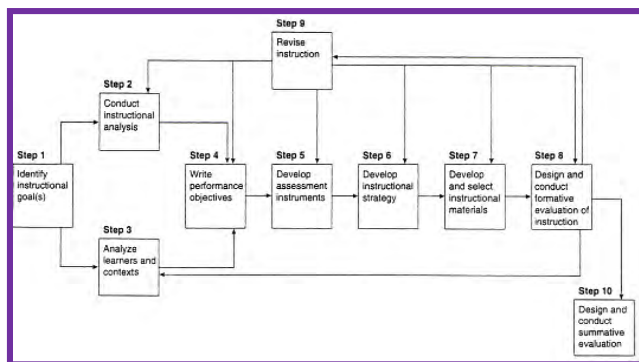 Step 9
Revise
instruction
Step 2
Conduct
instructional
analysis
Step 1
Identify
instructional
goal(s)
Step 4
Write
performance
objectives
Step 5
Develop
assessment
instruments
Step 6
Develop
instructional
strategy
Step 7
Develop
and select
instructional
materials
Step 8
Design and
conduct
formative
evaluation of
instruction
Step 3
Analyze
learners and
contexts
Step 10
Design and
conduct
summative
evaluation